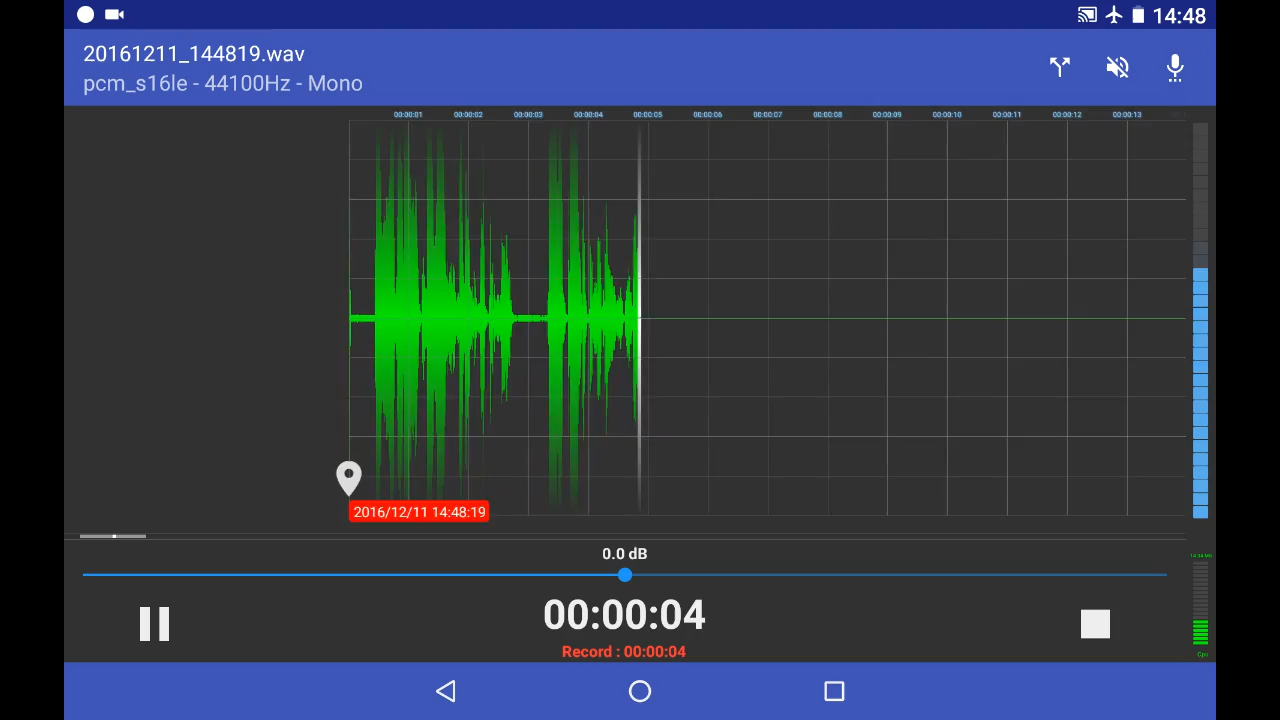 14:48
20161211_144819.wav
pcm_s16le - 44100Hz - Mono
00:00:01 00:00:02 00:00:03 00:00:04 00:00:05 00:00:06 00:00:07 00:00:08 00:00:09 00:00:10 00:00:11 00:00:12 00:00:13
2016/12/11 14:48:19
0.0 dB
00:00:04
Record : 00:00:04
Cpu